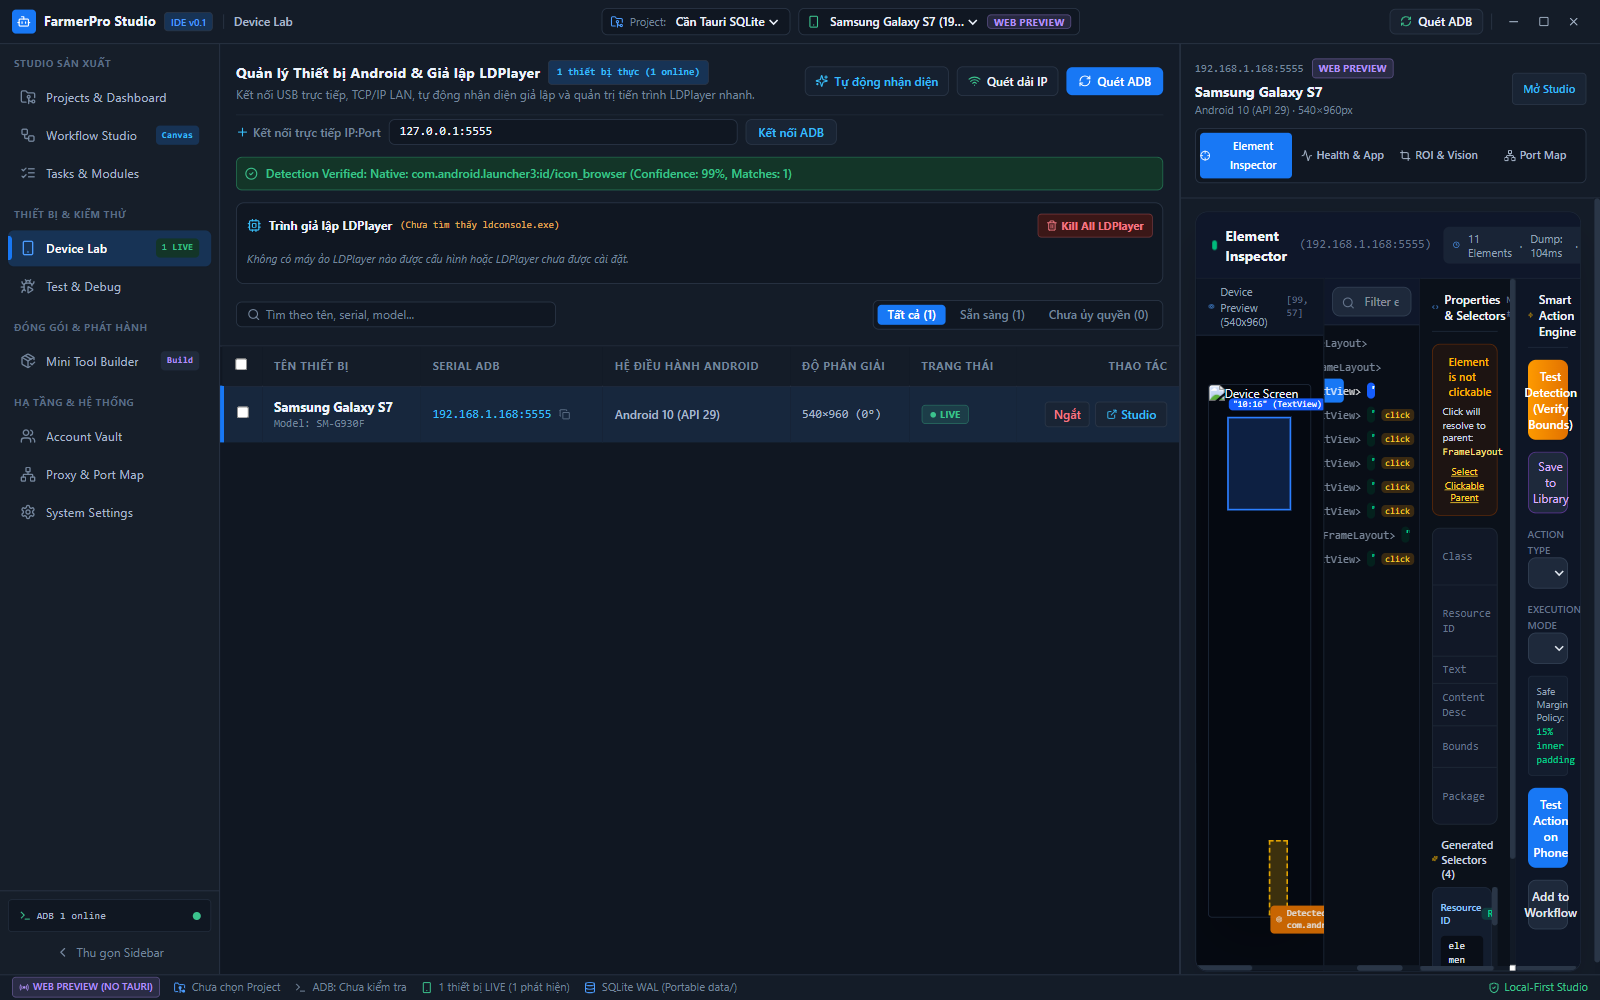 FarmerPro Studio
IDE v0.1
Device Lab
Project: Cần Tauri SQLite
Samsung Galaxy S7 (19...
WEB PREVIEW
Quét ADB
STUDIO SẢN XUẤT
Projects & Dashboard
Workflow Studio
Canvas
Tasks & Modules
THIẾT BỊ & KIỂM THỬ
Device Lab
1 LIVE
Test & Debug
ĐÓNG GÓI & PHÁT HÀNH
Mini Tool Builder
Build
HẠ TẦNG & HỆ THỐNG
Account Vault
Proxy & Port Map
System Settings
ADB 1 online
Thu gọn Sidebar
Quản lý Thiết bị Android & Giả lập LDPlayer
1 thiết bị thực (1 online)
Kết nối USB trực tiếp, TCP/IP LAN, tự động nhận diện giả lập và quản trị tiến trình LDPlayer nhanh.
Tự động nhận diện
Quét dải IP
Quét ADB
Kết nối trực tiếp IP:Port
127.0.0.1:5555
Kết nối ADB
Detection Verified: Native: com.android.launcher3:id/icon_browser (Confidence: 99%, Matches: 1)
Trình giả lập LDPlayer
(Chưa tìm thấy ldconsole.exe)
Kill All LDPlayer
Không có máy ảo LDPlayer nào được cấu hình hoặc LDPlayer chưa được cài đặt.
Tìm theo tên, serial, model...
Tất cả (1)
Sẵn sàng (1)
Chưa ủy quyền (0)
TÊN THIẾT BỊ
SERIAL ADB
HỆ ĐIỀU HÀNH ANDROID
ĐỘ PHÂN GIẢI
TRẠNG THÁI
THAO TÁC
Samsung Galaxy S7
Model: SM-G930F
192.168.1.168:5555
Android 10 (API 29)
540×960 (0°)
LIVE
Ngắt
Studio
192.168.1.168:5555
WEB PREVIEW
Samsung Galaxy S7
Android 10 (API 29) · 540×960px
Mở Studio
Element
Inspector
Health & App
ROI & Vision
Port Map
Element
Inspector
(192.168.1.168:5555)
11
Elements
·
Dump:
104ms
·
Device
Preview
(540x960)
[99,
57]
Device Screen
"10:16" (TextView)
Detected
com.andr
Filter e
Layout>
ameLayout>
tView>
tView>
click
tView>
click
tView>
click
tView>
click
tView>
click
FrameLayout>
tView>
click
Properties
& Selectors
Element
is not
clickable
Click will
resolve to
parent:
FrameLayout
Select
Clickable
Parent
Class
Resource
ID
Text
Content
Desc
Bounds
Package
Generated
Selectors
(4)
Resource
ID
R
ele
men
Smart
Action
Engine
Test
Detection
(Verify
Bounds)
Save
to
Library
ACTION
TYPE
EXECUTION
MODE
Safe
Margin
Policy:
15%
inner
padding
Test
Action
on
Phone
Add to
Workflow
WEB PREVIEW (NO TAURI)
Chưa chọn Project
ADB: Chưa kiểm tra
1 thiết bị LIVE (1 phát hiện)
SQLite WAL (Portable data/)
Local-First Studio